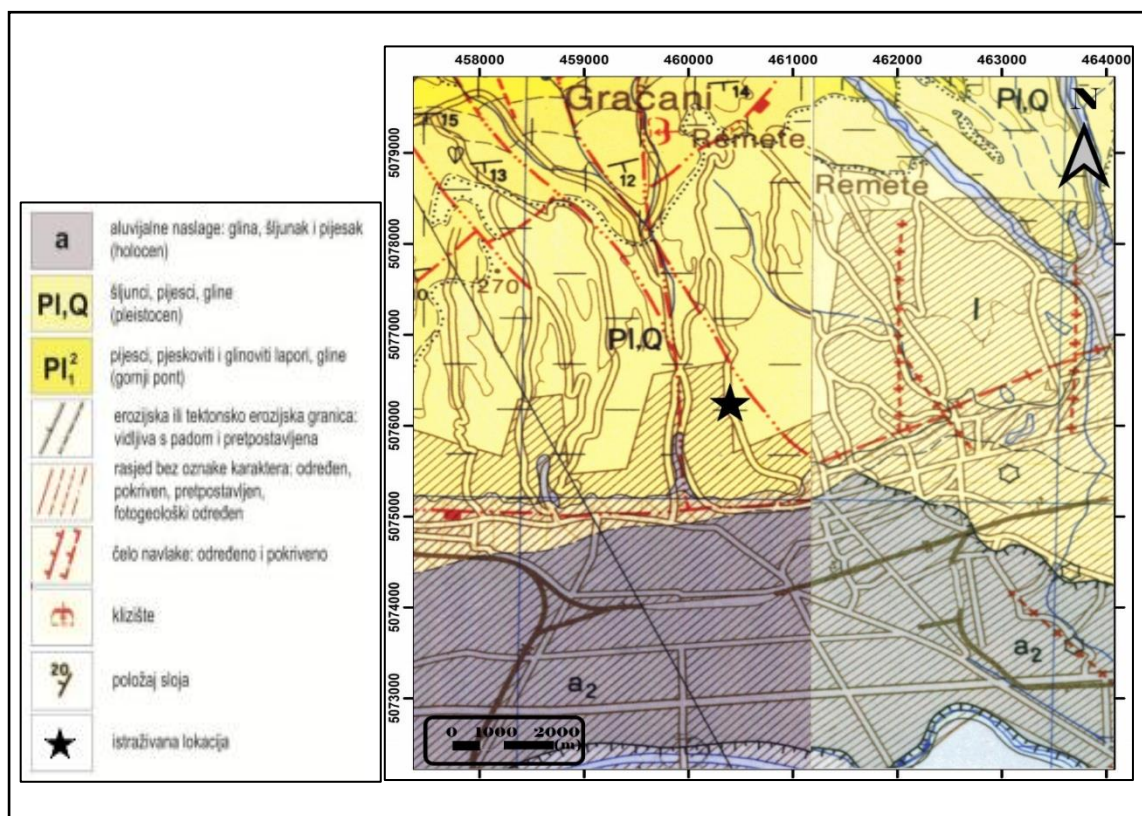 458000 459000 460000 461000 462000 463000 464000
5079000
5078000
5077000
5076000
5075000
5074000
5073000
Gračani
Remete
14
15
13
12
270
Pl,Q
Pl,Q
N
Remete
l
a₂
a₂
0 1000 2000
(m)
a
aluvijalne naslage: glina, šljunak i pijesak
(holocen)
Pl,Q
šljunci, pijesci, gline
(pleistocen)
Pl₁²
pijesci, pjeskoviti i glinoviti lapori, gline
(gornji pont)
erozijska ili tektonsko erozijska granica:
vidljiva s padom i pretpostavljena
rasjed bez oznake karaktera: određen,
pokriven, pretpostavljen,
fotogeološki određen
čelo navlake: određeno i pokriveno
klizište
20
položaj sloja
istraživana lokacija